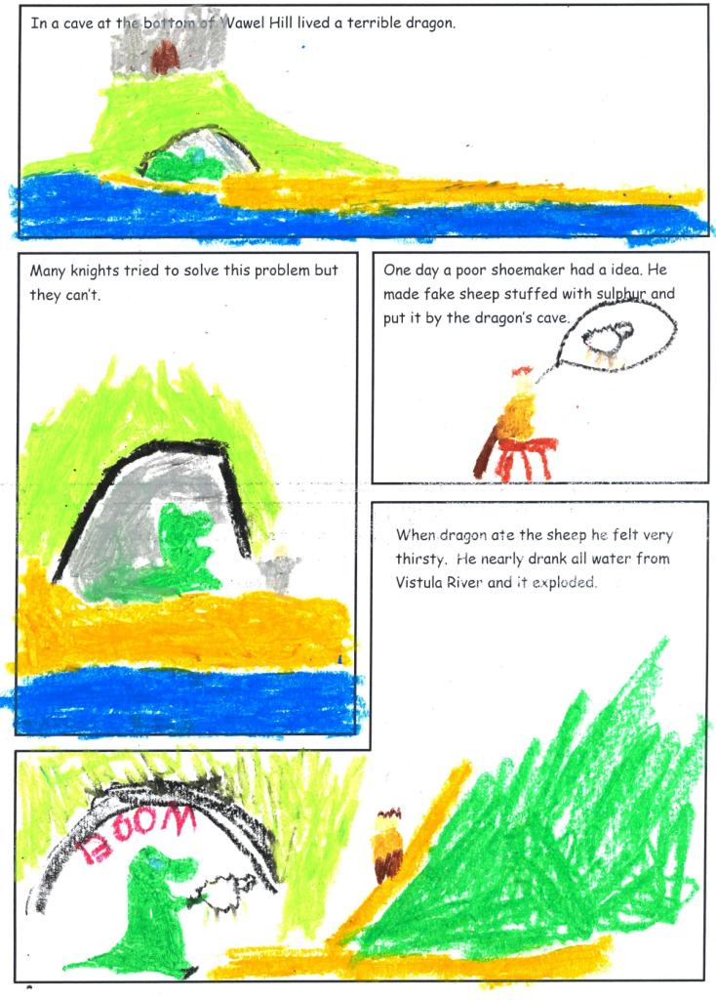 In a cave at the bottom of Wawel Hill lived a terrible dragon.
Many knights tried to solve this problem but
they can't.
One day a poor shoemaker had a idea. He
made fake sheep stuffed with sulphur and
put it by the dragon's cave.
When dragon ate the sheep he felt very
thirsty. He nearly drank all water from
Vistula River and it exploded.
BOOM